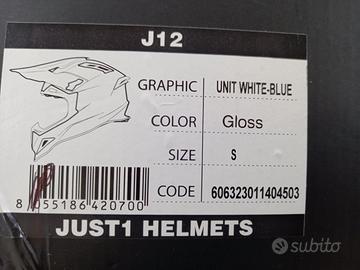 J12
GRAPHIC UNIT WHITE-BLUE
COLOR Gloss
SIZE S
CODE 606323011404503
8 055186 420700
JUST1 HELMETS
subito